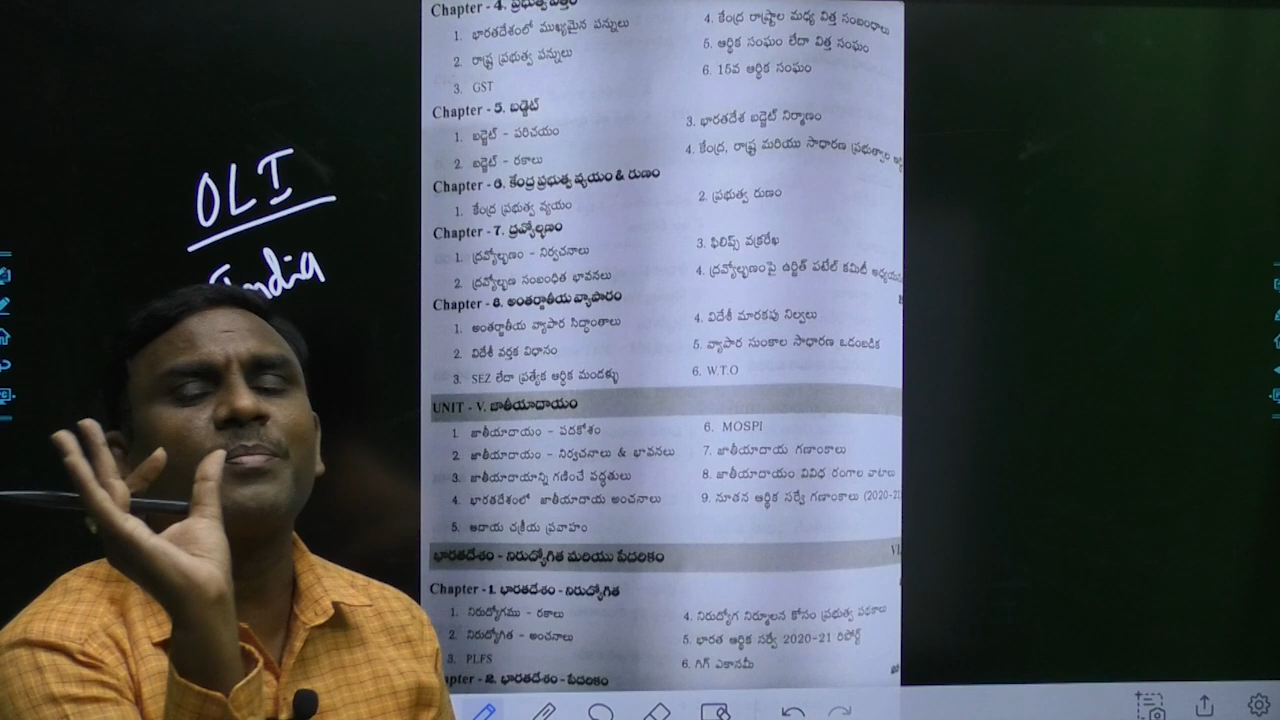 OLI
India
Chapter - 4. ప్రభుత్వ విత్తం
1. భారతదేశంలో ముఖ్యమైన పన్నులు
2. రాష్ట్ర ప్రభుత్వ పన్నులు
3. GST
4. కేంద్ర రాష్ట్రాల మధ్య విత్త సంబంధాలు
5. ఆర్థిక సంఘం లేదా విత్త సంఘం
6. 15వ ఆర్థిక సంఘం
Chapter - 5. బడ్జెట్
1. బడ్జెట్ - పరిచయం
2. బడ్జెట్ - రకాలు
3. భారతదేశ బడ్జెట్ నిర్మాణం
4. కేంద్ర, రాష్ట్ర మరియు సాధారణ ప్రభుత్వాల
Chapter - 6. కేంద్ర ప్రభుత్వ వ్యయం & రుణం
1. కేంద్ర ప్రభుత్వ వ్యయం
2. ప్రభుత్వ రుణం
Chapter - 7. ద్రవ్యోల్బణం
1. ద్రవ్యోల్బణం - నిర్వచనాలు
2. ద్రవ్యోల్బణ సంబంధిత భావనలు
3. ఫిలిప్స్ వక్రరేఖ
4. ద్రవ్యోల్బణంపై ఉర్జిత్ పటేల్ కమిటీ అధ్యయనం
Chapter - 8. అంతర్జాతీయ వ్యాపారం
1. అంతర్జాతీయ వ్యాపార సిద్ధాంతాలు
2. విదేశీ వర్తక విధానం
3. SEZ లేదా ప్రత్యేక ఆర్థిక మండళ్ళు
4. విదేశీ మారకపు నిల్వలు
5. వ్యాపార సుంకాల సాధారణ ఒడంబడిక
6. W.T.O
UNIT - V. జాతీయాదాయం
1. జాతీయాదాయం - పదకోశం
2. జాతీయాదాయం - నిర్వచనాలు & భావనలు
3. జాతీయాదాయాన్ని గణించే పద్ధతులు
4. భారతదేశంలో జాతీయాదాయ అంచనాలు
5. ఆదాయ చక్రీయ ప్రవాహం
6. MOSPI
7. జాతీయాదాయ గణాంకాలు
8. జాతీయాదాయం వివిధ రంగాల వాటాలు
9. నూతన ఆర్థిక సర్వే గణాంకాలు (2020-21
భారతదేశం - నిరుద్యోగిత మరియు పేదరికం
Chapter - 1. భారతదేశం - నిరుద్యోగిత
1. నిరుద్యోగము - రకాలు
2. నిరుద్యోగిత - అంచనాలు
3. PLFS
4. నిరుద్యోగ నిర్మూలన కోసం ప్రభుత్వ పథకాలు
5. భారత ఆర్థిక సర్వే 2020-21 రిపోర్ట్
6. గిగ్ ఎకానమీ
pter - 2. భారతదేశం - పేదరికం